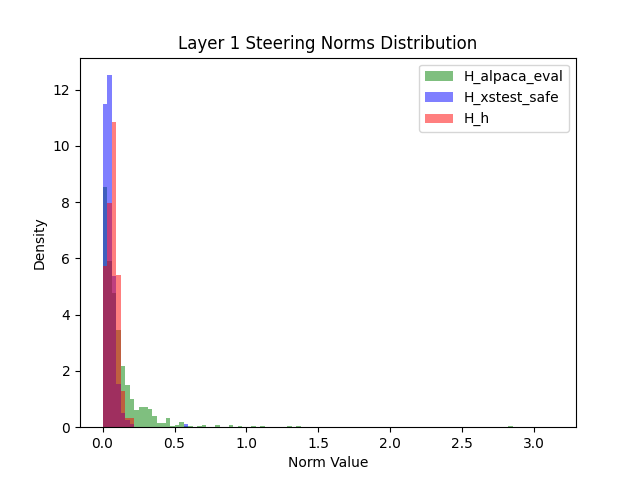 Layer 1 Steering Norms Distribution
H_alpaca_eval
H_xstest_safe
H_h
Density
12
10
8
6
4
2
0
0.0 0.5 1.0 1.5 2.0 2.5 3.0
Norm Value